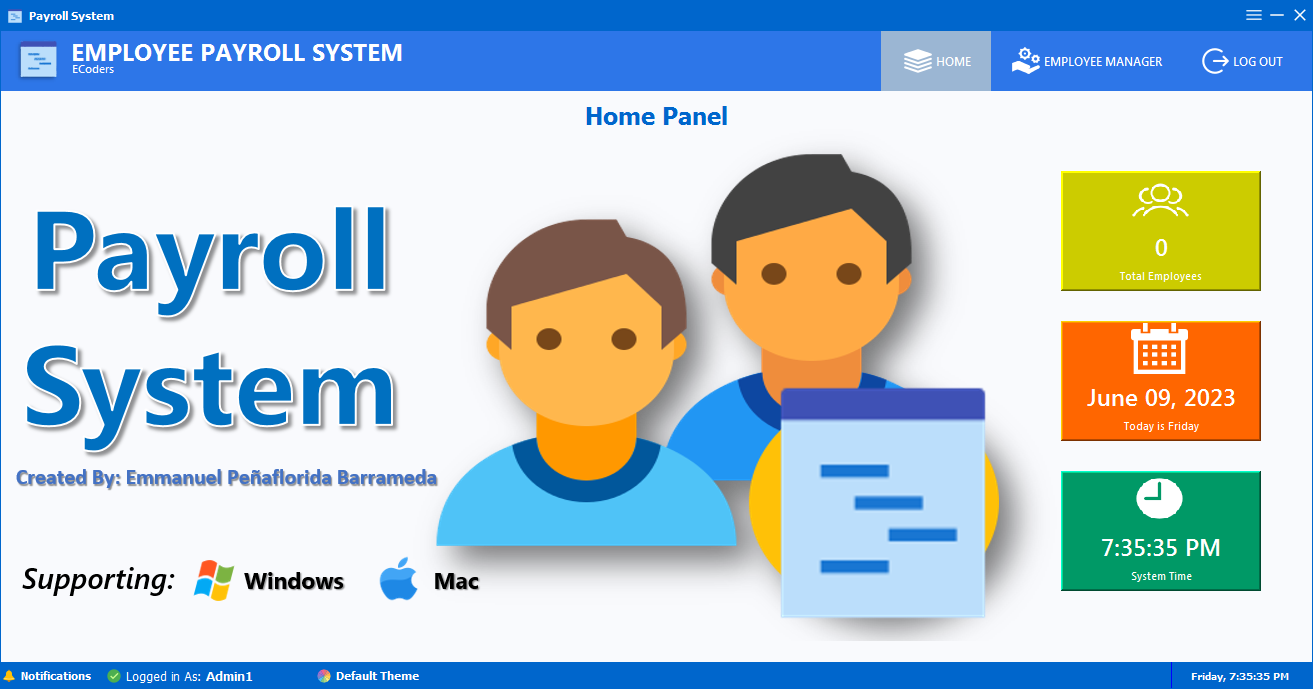 Payroll System
EMPLOYEE PAYROLL SYSTEM
ECoders
HOME
EMPLOYEE MANAGER
LOG OUT
Home Panel
Payroll
System
Created By: Emmanuel Peñaflorida Barrameda
Supporting:
Windows
Mac
0
Total Employees
June 09, 2023
Today is Friday
7:35:35 PM
System Time
Notifications
Logged in As: Admin1
Default Theme
Friday, 7:35:35 PM